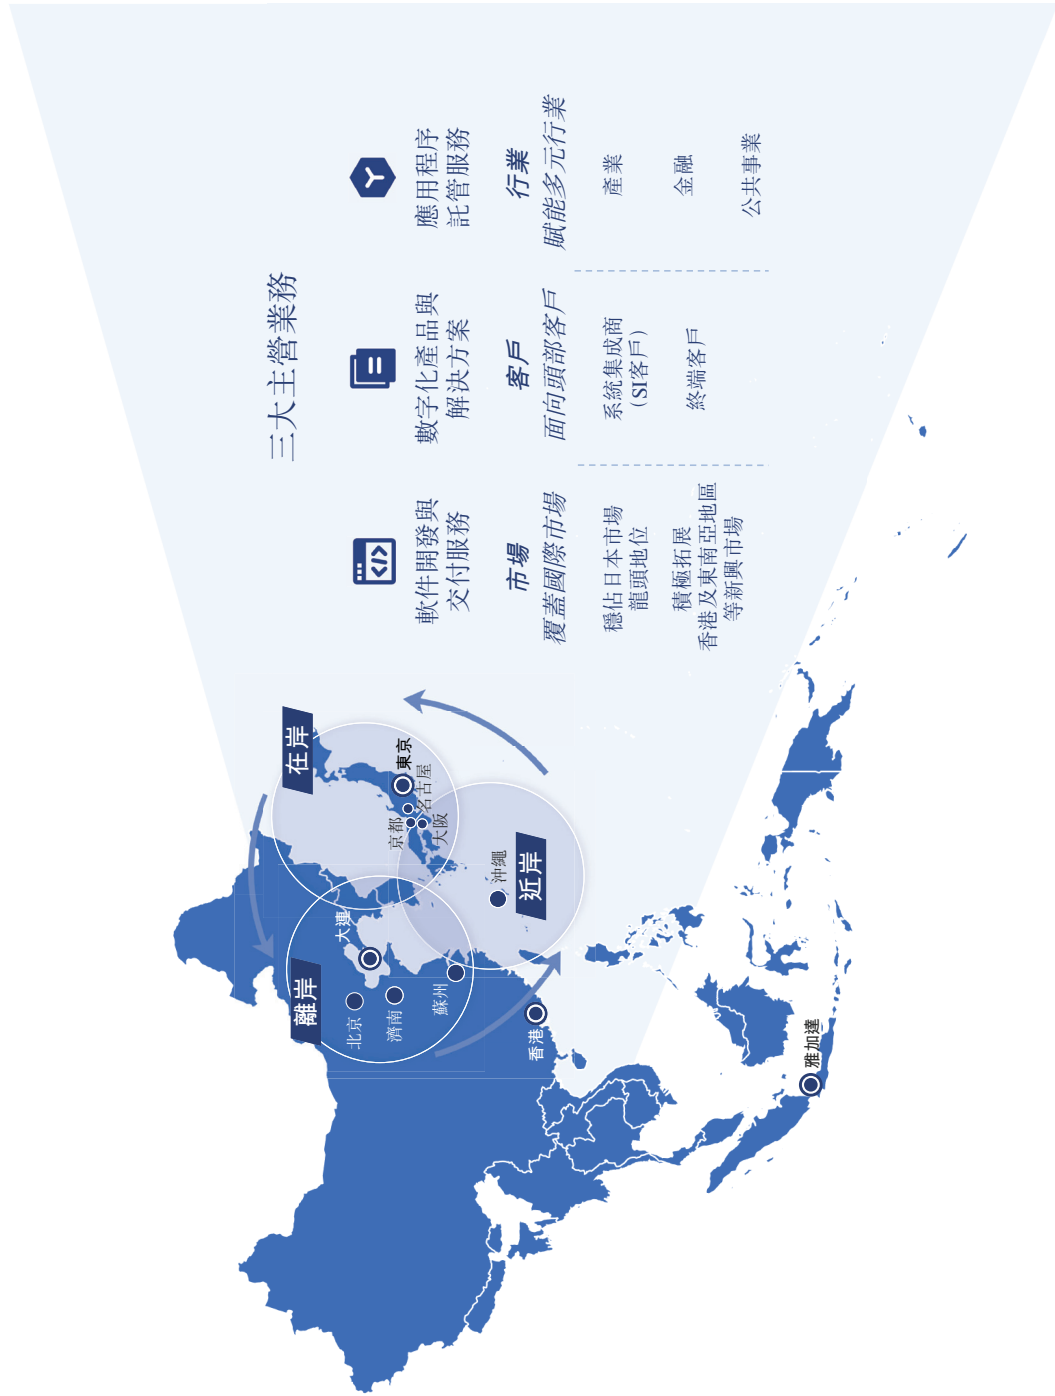 三大主營業務
軟件開發與
交付服務
數字化產品與
解決方案
應用程序
託管服務
市場
覆蓋國際市場
穩佔日本市場
龍頭地位
積極拓展
香港及東南亞地區
等新興市場
客戶
面向頭部客戶
系統集成商
（SI客戶）
終端客戶
行業
賦能多元行業
產業
金融
公共事業
離岸
在岸
近岸
北京
濟南
大連
蘇州
香港
京都
東京
名古屋
大阪
沖繩
雅加達